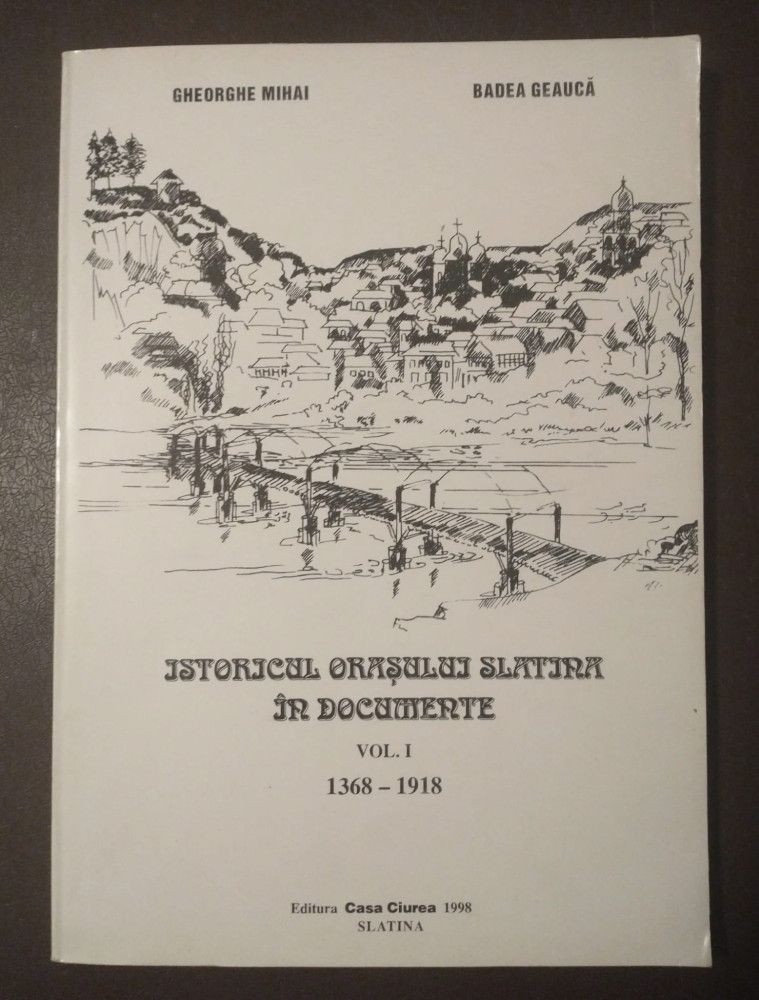 GHEORGHE MIHAI
BADEA GEAUCĂ
ISTORICUL ORAȘULUI SLATINA
ÎN DOCUMENTE
VOL. I
1368 – 1918
Editura Casa Ciurea 1998
SLATINA